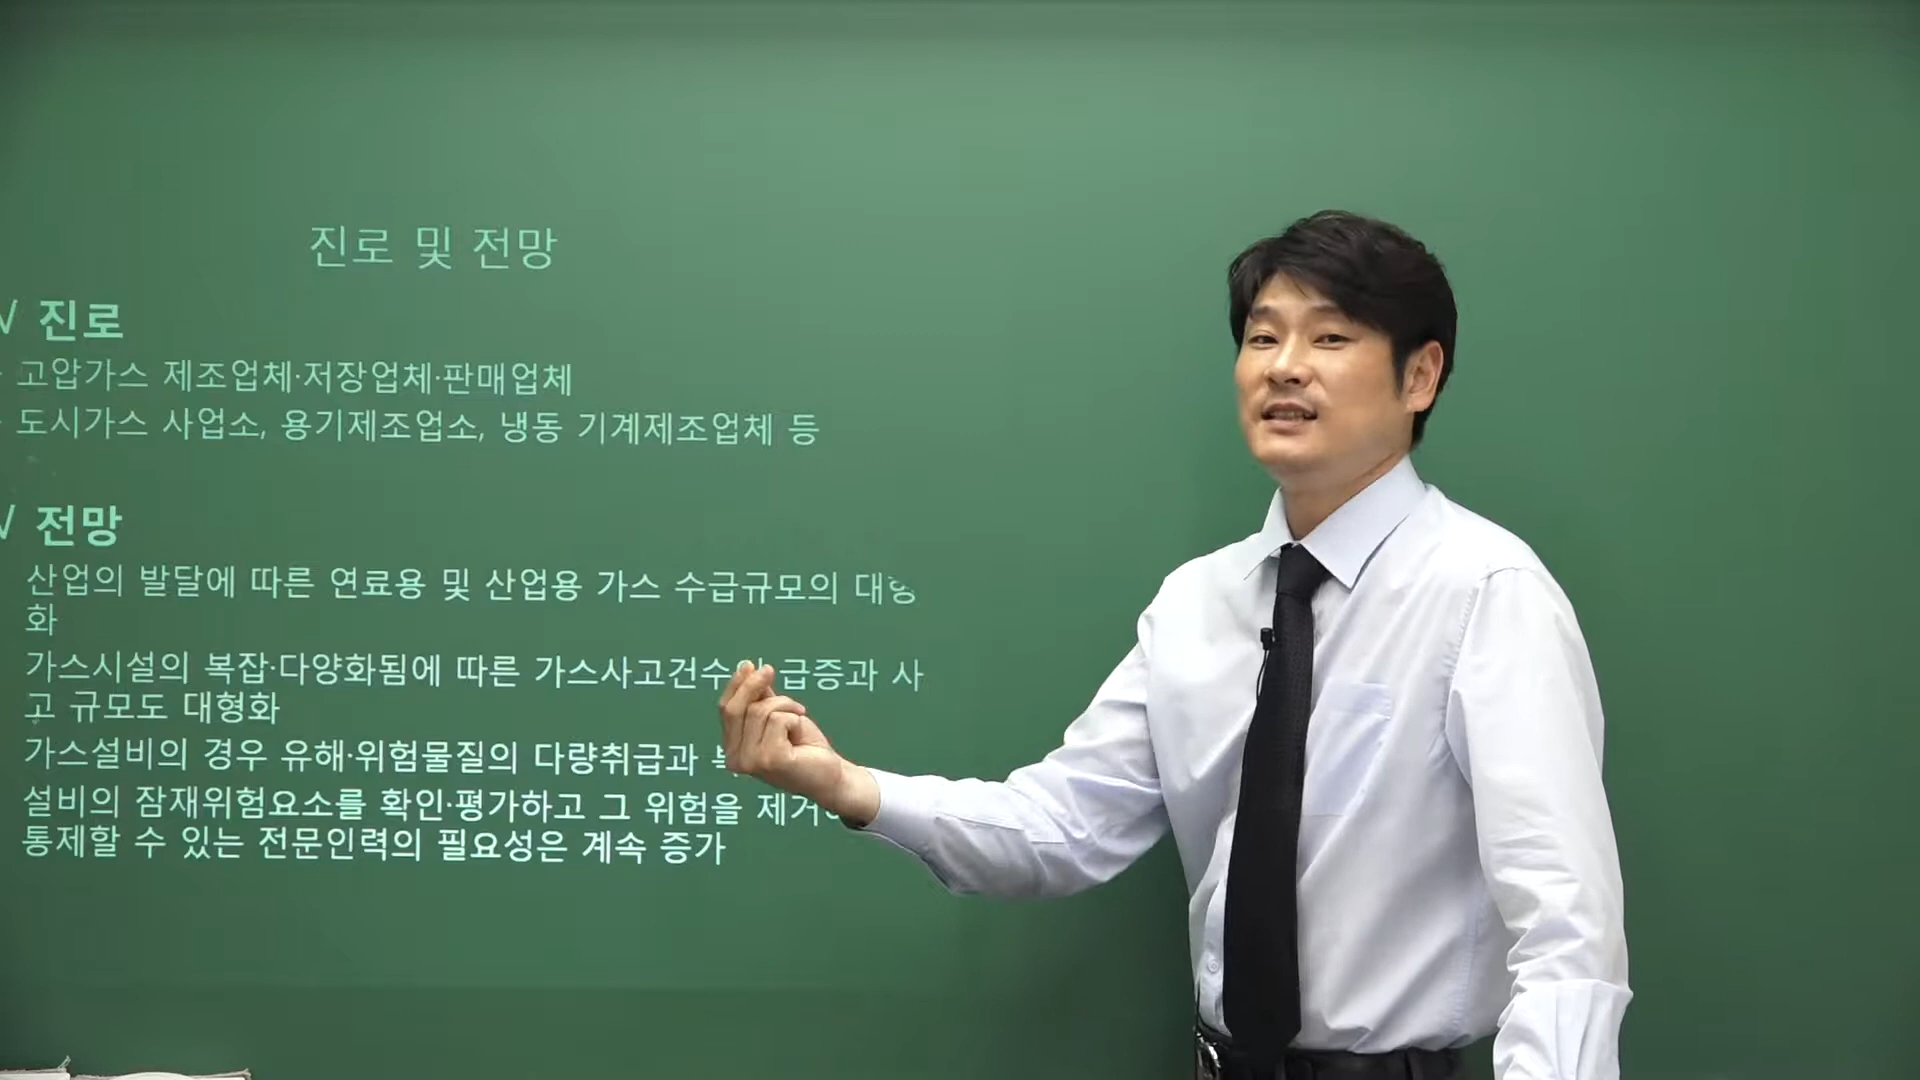 진로 및 전망
√ 진로
고압가스 제조업체·저장업체·판매업체
도시가스 사업소, 용기제조업소, 냉동 기계제조업체 등
√ 전망
산업의 발달에 따른 연료용 및 산업용 가스 수급규모의 대형
화
가스시설의 복잡·다양화됨에 따른 가스사고건수의 급증과 사
고 규모도 대형화
가스설비의 경우 유해·위험물질의 다량취급과
설비의 잠재위험요소를 확인·평가하고 그 위험을 제거
통제할 수 있는 전문인력의 필요성은 계속 증가